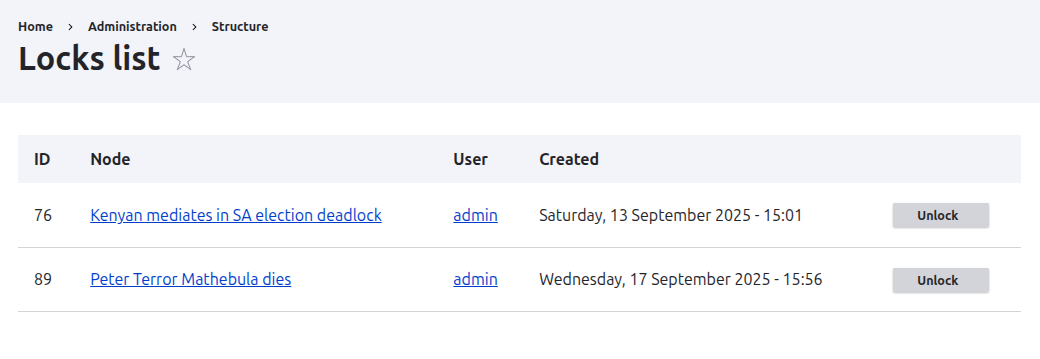 Home > Administration > Structure
Locks list
ID Node User Created
76 Kenyan mediates in SA election deadlock admin Saturday, 13 September 2025 - 15:01 Unlock
89 Peter Terror Mathebula dies admin Wednesday, 17 September 2025 - 15:56 Unlock